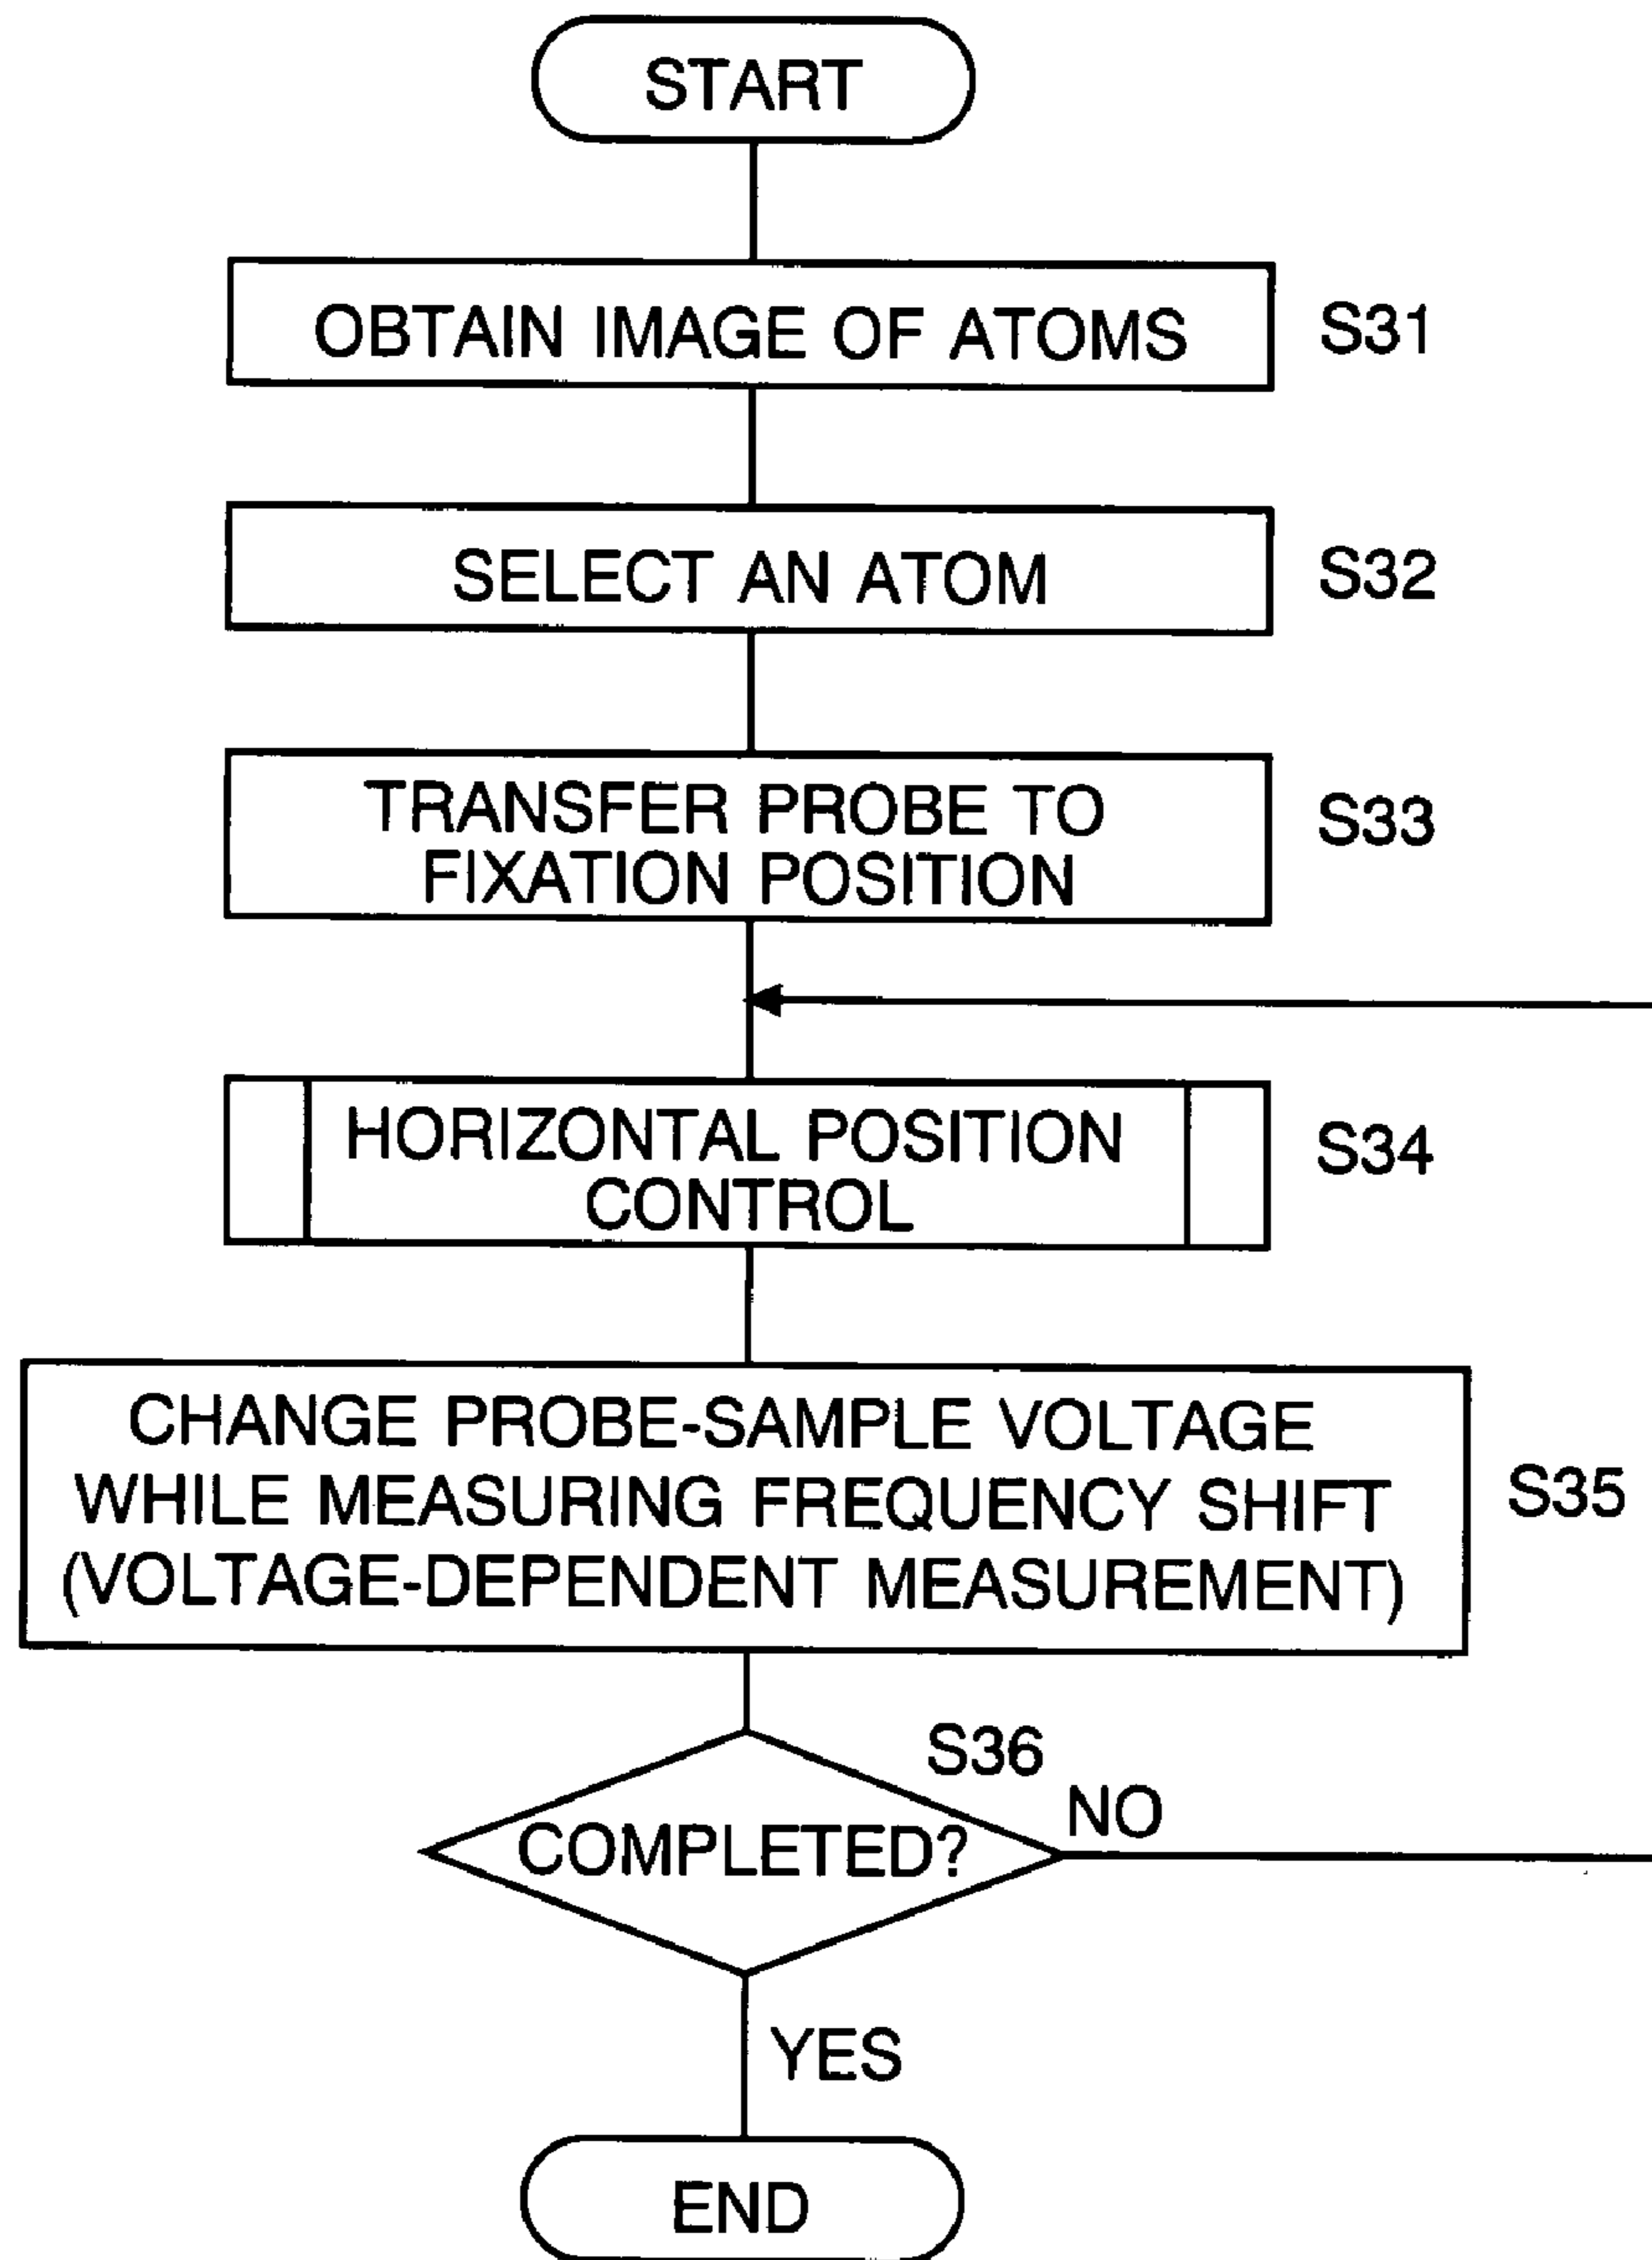 START
OBTAIN IMAGE OF ATOMS
S31
SELECT AN ATOM
S32
TRANSFER PROBE TO
FIXATION POSITION
S33
HORIZONTAL POSITION
CONTROL
S34
CHANGE PROBE-SAMPLE VOLTAGE
WHILE MEASURING FREQUENCY SHIFT
(VOLTAGE-DEPENDENT MEASUREMENT)
S35
S36
NO
COMPLETED?
YES
END